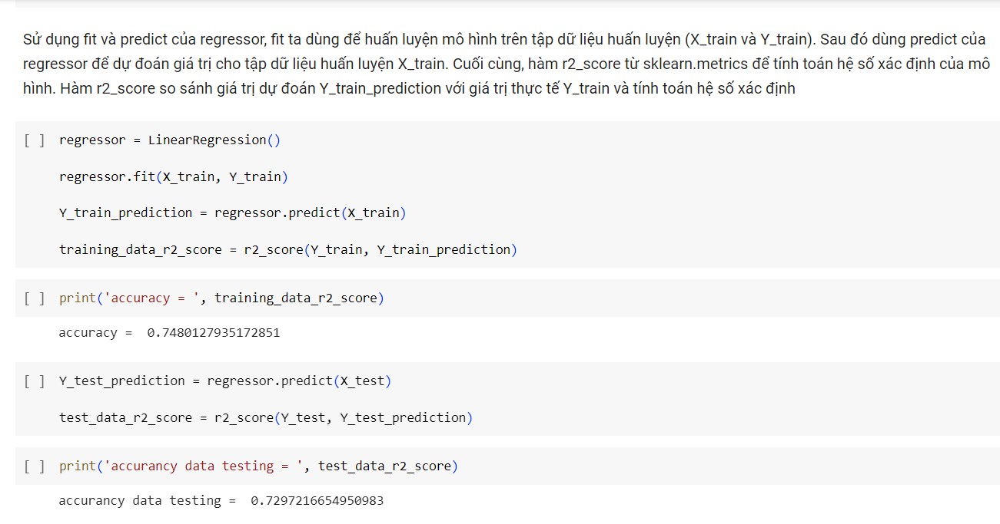 Sử dụng fit và predict của regressor, fit ta dùng để huấn luyện mô hình trên tập dữ liệu huấn luyện (X_train và Y_train). Sau đó dùng predict của
regressor để dự đoán giá trị cho tập dữ liệu huấn luyện X_train. Cuối cùng, hàm r2_score từ sklearn.metrics để tính toán hệ số xác định của mô
hình. Hàm r2_score so sánh giá trị dự đoán Y_train_prediction với giá trị thực tế Y_train và tính toán hệ số xác định
[ ] regressor = LinearRegression()
regressor.fit(X_train, Y_train)
Y_train_prediction = regressor.predict(X_train)
training_data_r2_score = r2_score(Y_train, Y_train_prediction)
[ ] print('accuracy = ', training_data_r2_score)
accuracy =  0.7480127935172851
[ ] Y_test_prediction = regressor.predict(X_test)
test_data_r2_score = r2_score(Y_test, Y_test_prediction)
[ ] print('accurancy data testing = ', test_data_r2_score)
accurancy data testing =  0.7297216654950983